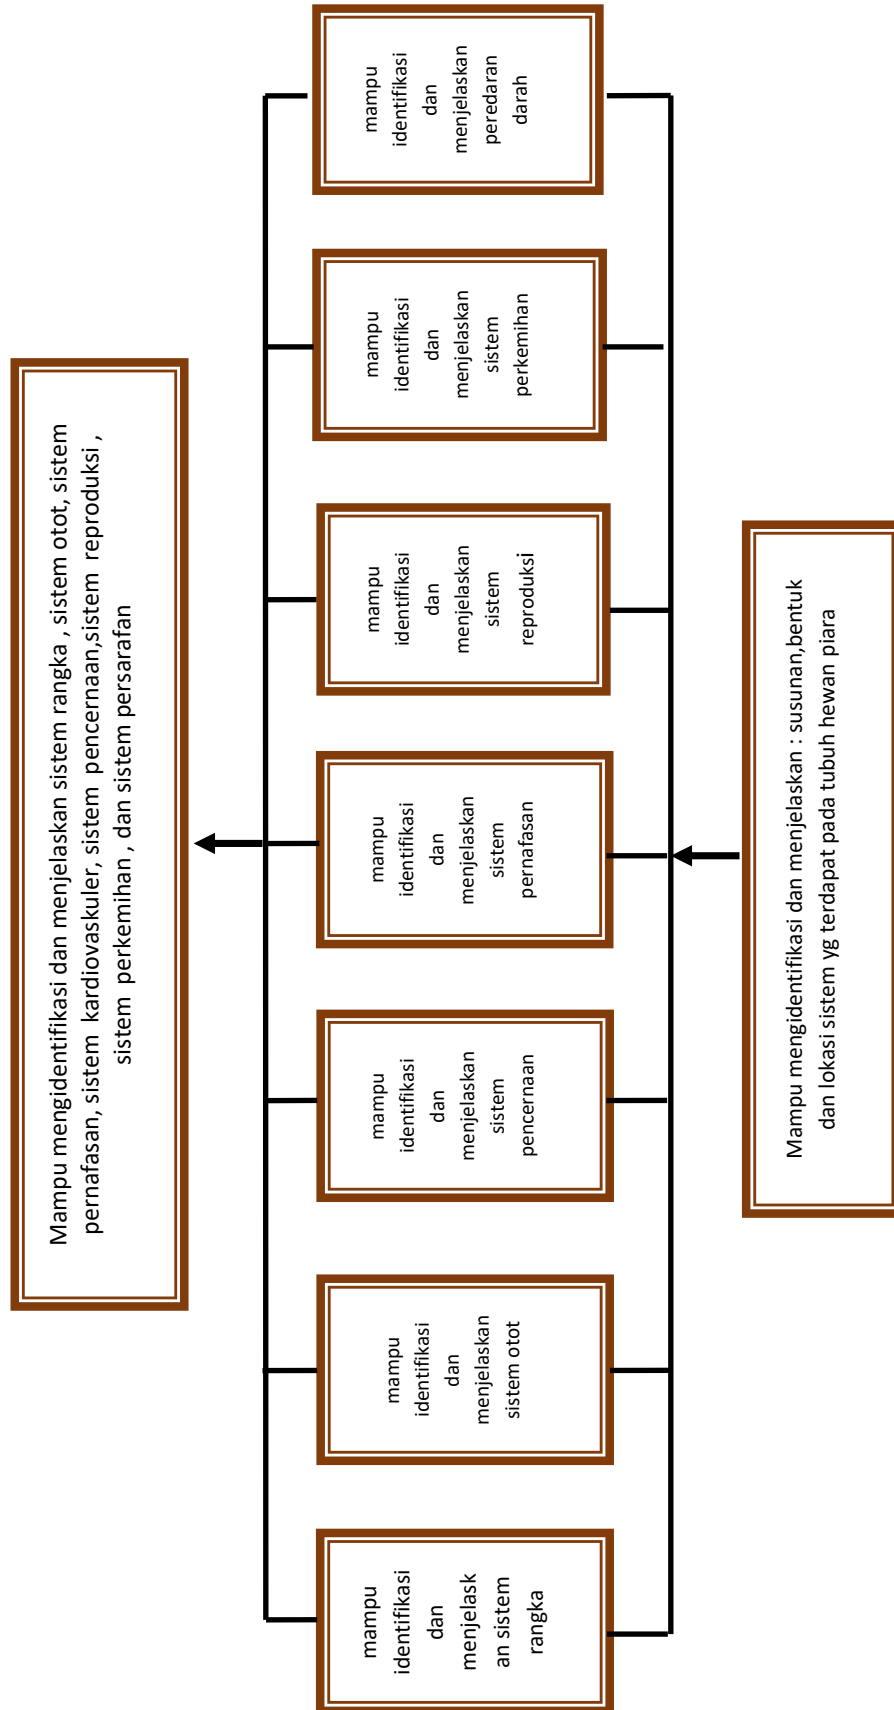 Mampu mengidentifikasi dan menjelaskan sistem rangka , sistem otot, sistem
pernafasan, sistem kardiovaskuler, sistem pencernaan,sistem reproduksi ,
sistem perkemihan , dan sistem persarafan
mampu
identifikasi
dan
menjelask
an sistem
rangka
mampu
identifikasi
dan
menjelaskan
sistem otot
mampu
identifikasi
dan
menjelaskan
sistem
pencernaan
mampu
identifikasi
dan
menjelaskan
sistem
pernafasan
mampu
identifikasi
dan
menjelaskan
sistem
reproduksi
mampu
identifikasi
dan
menjelaskan
sistem
perkemihan
mampu
identifikasi
dan
menjelaskan
peredaran
darah
Mampu mengidentifikasi dan menjelaskan : susunan,bentuk
dan lokasi sistem yg terdapat pada tubuh hewan piara